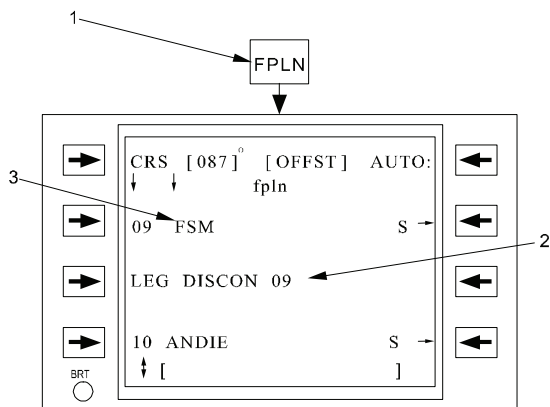 1
FPLN
CRS [087]° [OFFST] AUTO:
fpln
3
09 FSM S
2
LEG DISCON 09
10 ANDIE S
[ ]
BRT